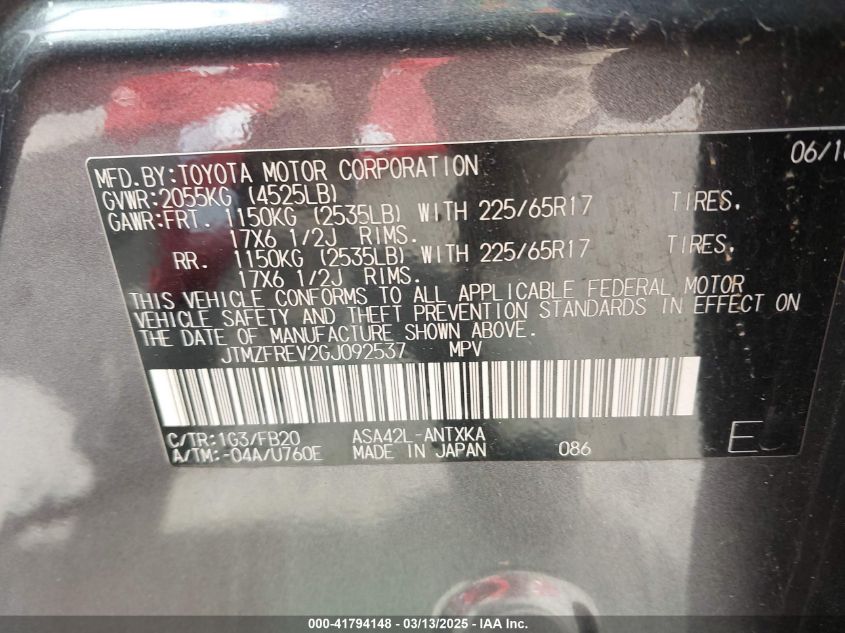 06/1
MFD.BY:TOYOTA MOTOR CORPORATION
GVWR:2055KG (4525LB)
GAWR:FRT. 1150KG (2535LB) WITH 225/65R17 TIRES,
17X6 1/2J RIMS.
RR. 1150KG (2535LB) WITH 225/65R17 TIRES,
17X6 1/2J RIMS.
THIS VEHICLE CONFORMS TO ALL APPLICABLE FEDERAL MOTOR
VEHICLE SAFETY AND THEFT PREVENTION STANDARDS IN EFFECT ON
THE DATE OF MANUFACTURE SHOWN ABOVE.
JTMZFREV2GJ092537 MPV
C/TR:1G3/FB20 ASA42L-ANTXKA
A/TM:-04A/U760E MADE IN JAPAN 086 E
000-41794148 - 03/13/2025 - IAA Inc.